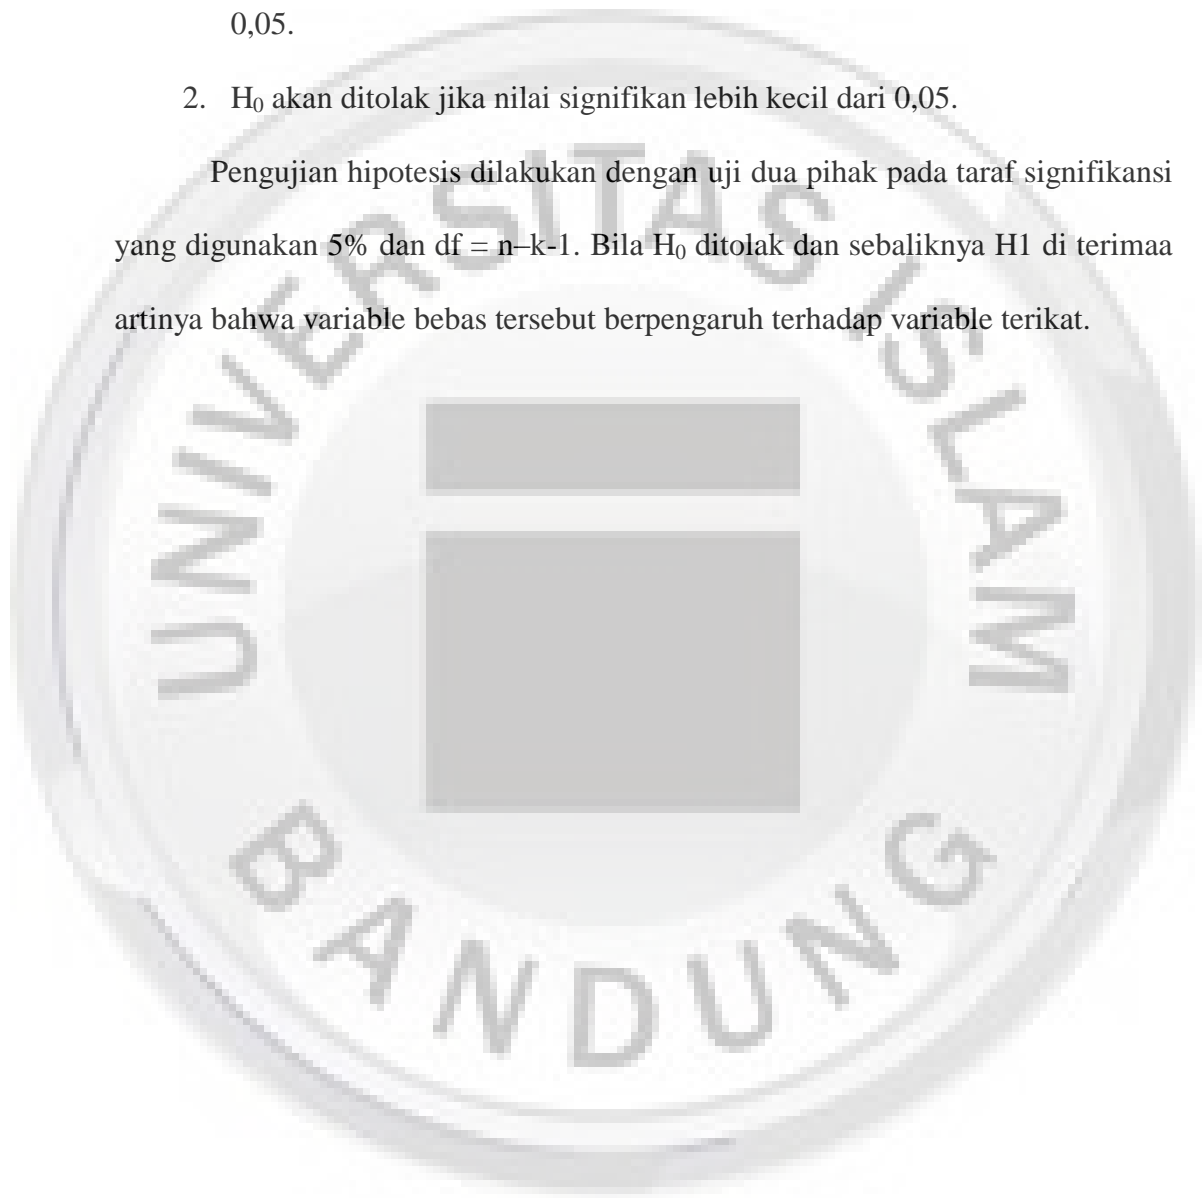 0,05.
2. H₀ akan ditolak jika nilai signifikan lebih kecil dari 0,05.
Pengujian hipotesis dilakukan dengan uji dua pihak pada taraf signifikansi
yang digunakan 5% dan df = n–k-1. Bila H₀ ditolak dan sebaliknya H1 di terimaa
artinya bahwa variable bebas tersebut berpengaruh terhadap variable terikat.
UNIVERSITAS ISLAM
BANDUNG